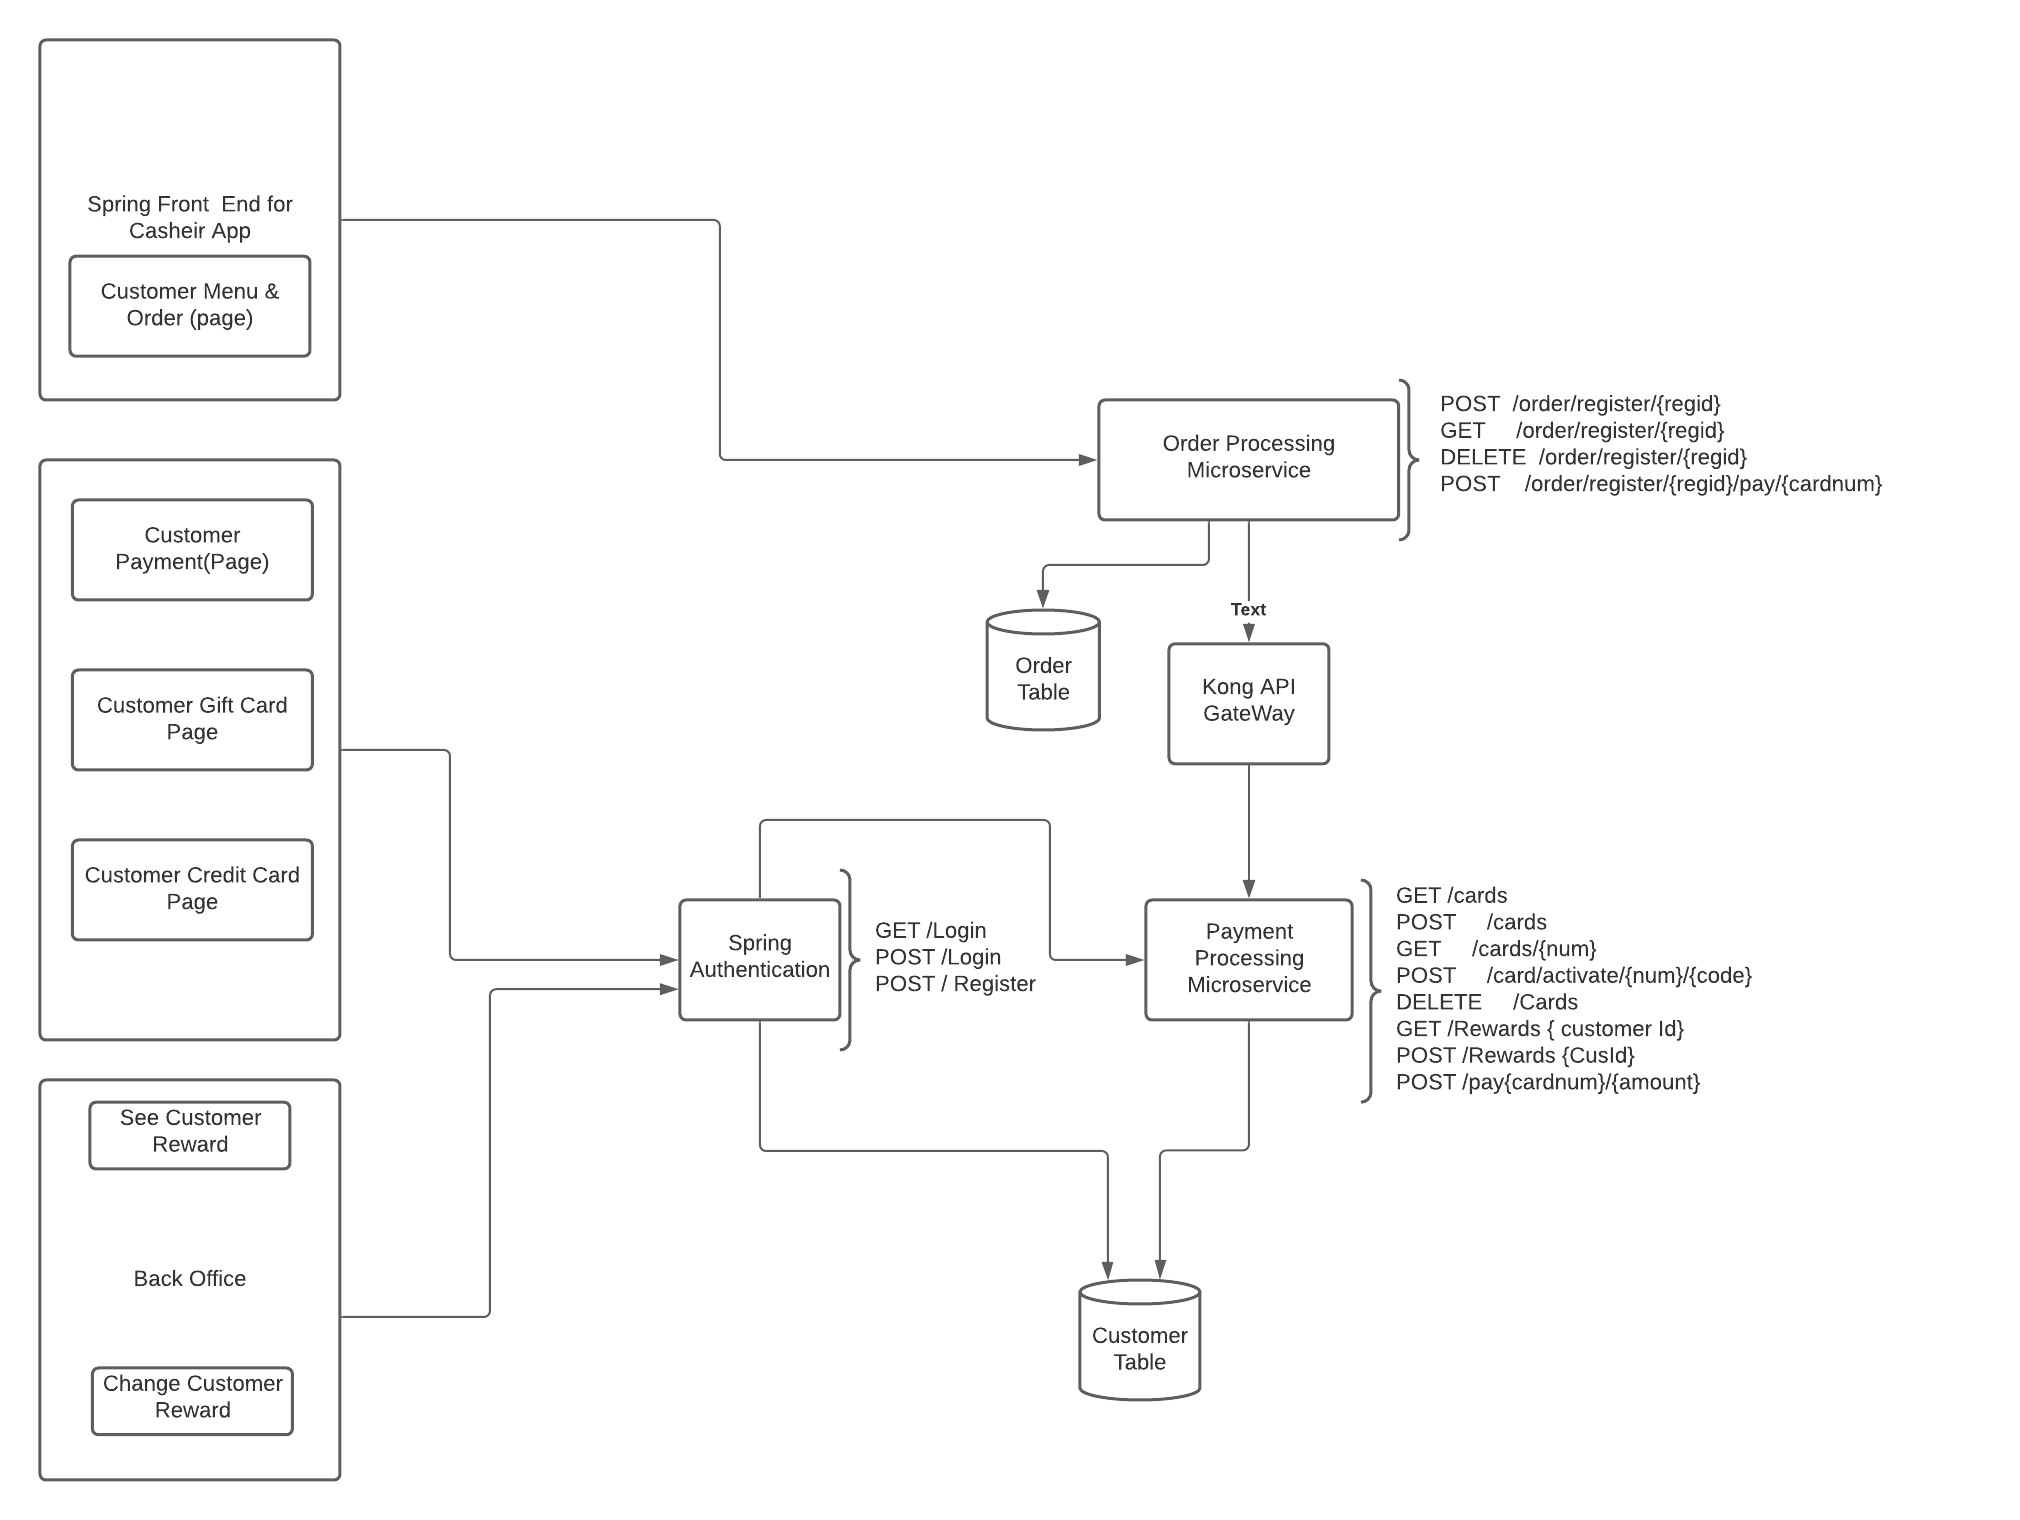 Spring Front  End for
Casheir App
Customer Menu &
Order (page)
Customer
Payment(Page)
Customer Gift Card
Page
Customer Credit Card
Page
See Customer
Reward
Back Office
Change Customer
Reward
Order Processing
Microservice
POST  /order/register/{regid}
GET     /order/register/{regid}
DELETE  /order/register/{regid}
POST    /order/register/{regid}/pay/{cardnum}
Text
Order
Table
Kong API
GateWay
Spring
Authentication
GET /Login
POST /Login
POST / Register
Payment
Processing
Microservice
GET /cards
POST     /cards
GET     /cards/{num}
POST     /card/activate/{num}/{code}
DELETE     /Cards
GET /Rewards { customer Id}
POST /Rewards {CusId}
POST /pay{cardnum}/{amount}
Customer
Table